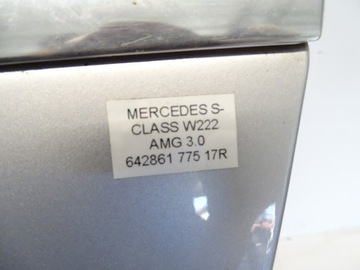 MERCEDES S-
CLASS W222
AMG 3.0
642861 775 17R